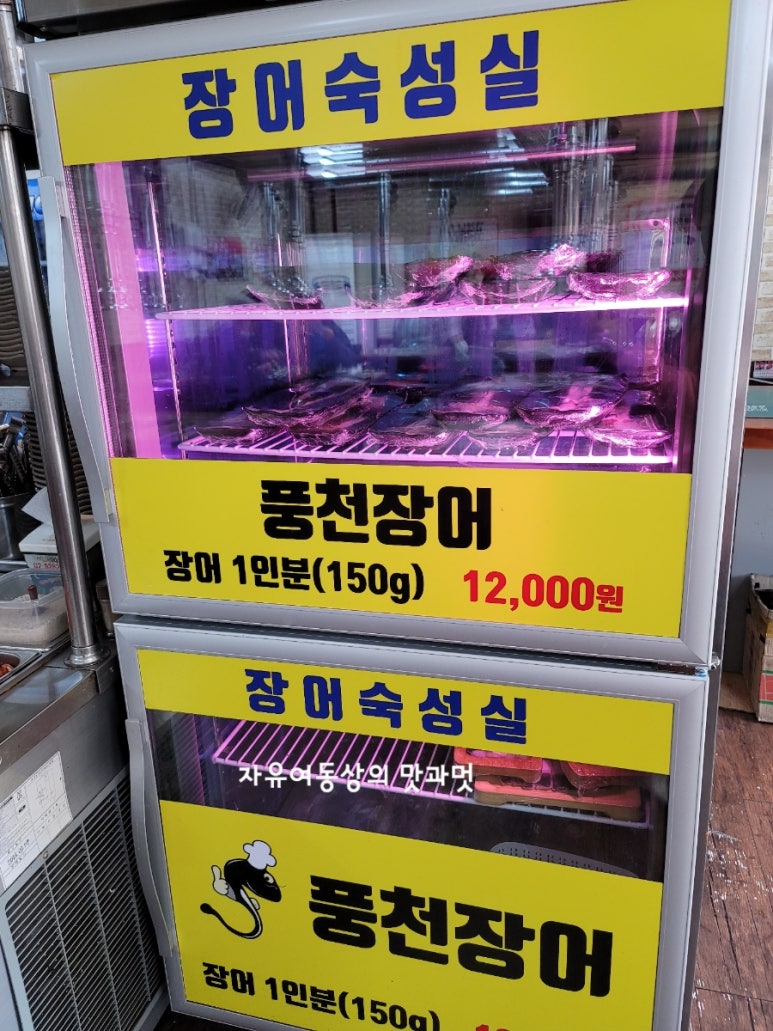 장어숙성실
풍천장어
장어 1인분(150g) 12,000원
장어숙성실
자유여동상의 맛과멋
풍천장어
장어 1인분(150g)